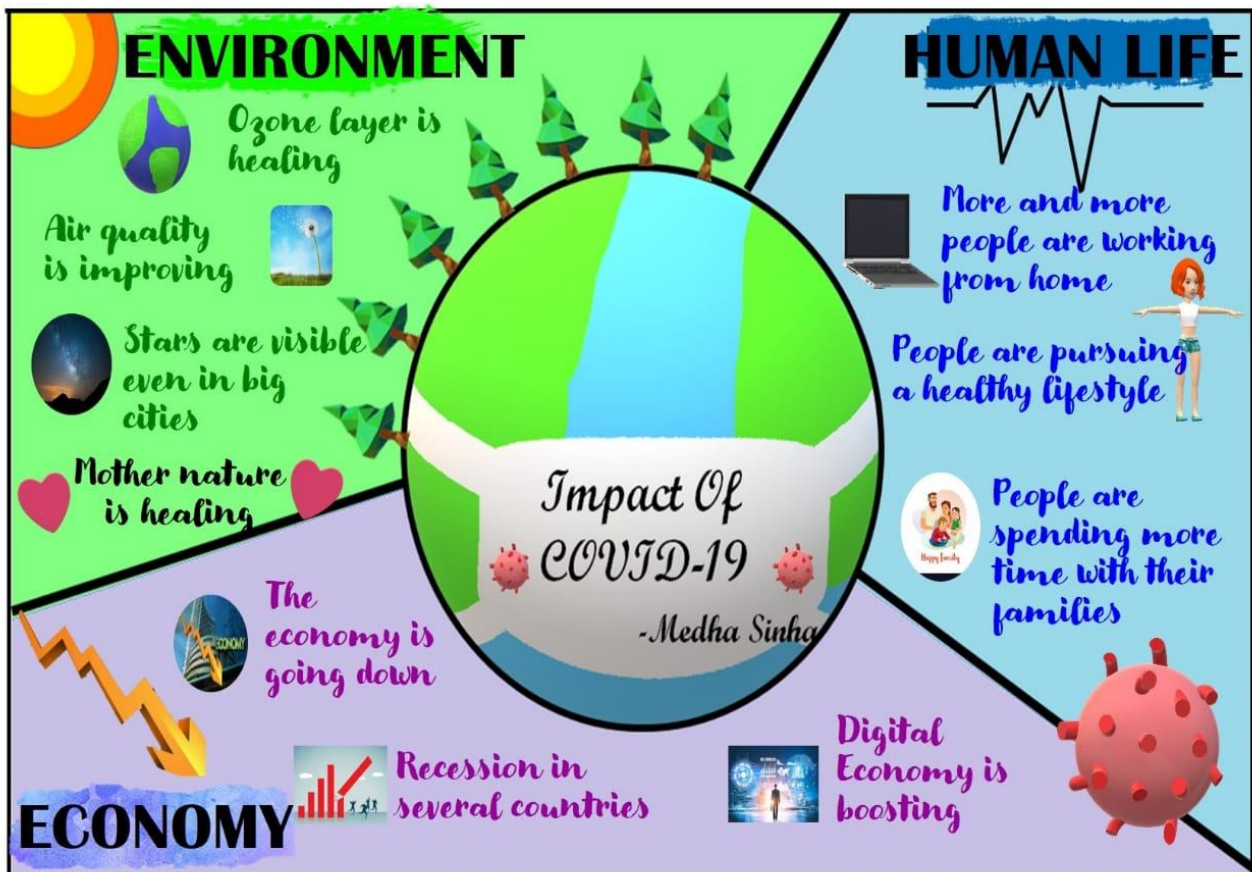 ENVIRONMENT
Ozone layer is
healing
Air quality
is improving
Stars are visible
even in big
cities
Mother nature
is healing
HUMAN LIFE
More and more
people are working
from home
People are pursuing
a healthy lifestyle
Happy family
People are
spending more
time with their
families
Impact Of
COVID-19
-Medha Sinha
The
economy is
going down
ECONOMY
Recession in
several countries
Digital
Economy is
boosting
ECONOMY